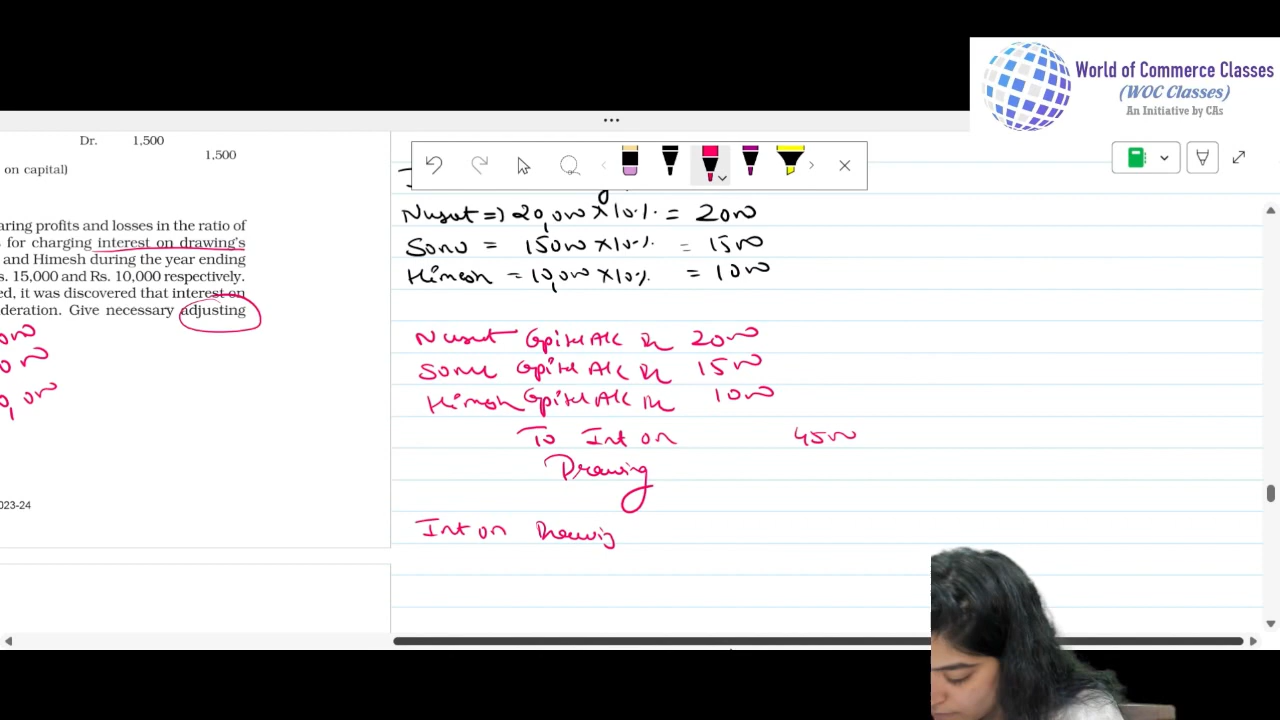 World of Commerce Classes
(WOC Classes)
An Initiative by CAs
Dr. 1,500
1,500
on capital)
aring profits and losses in the ratio of
s for charging interest on drawing's
and Himesh during the year ending
s. 15,000 and Rs. 10,000 respectively.
ed, it was discovered that interest on
deration. Give necessary adjusting
023-24
Nusrat => 20,000 x 10% = 2000
Sonu = 15000 x 10% = 1500
Himesh = 10,000 x 10% = 1000
Nusrat Capital A/c Dr 2000
Sonu Capital A/c Dr 1500
Himesh Capital A/c Dr 1000
To Int on 4500
Drawing
Int on Drawing